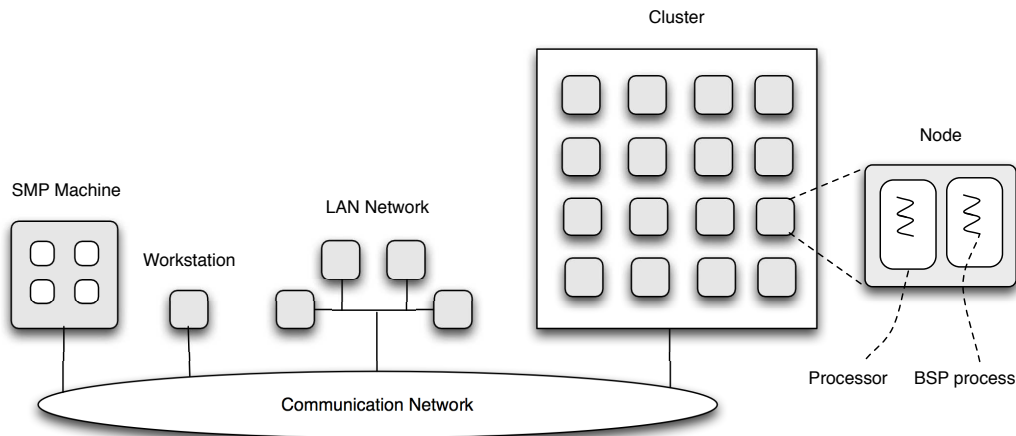 Cluster
Node
SMP Machine
LAN Network
Workstation
Processor
BSP process
Communication Network